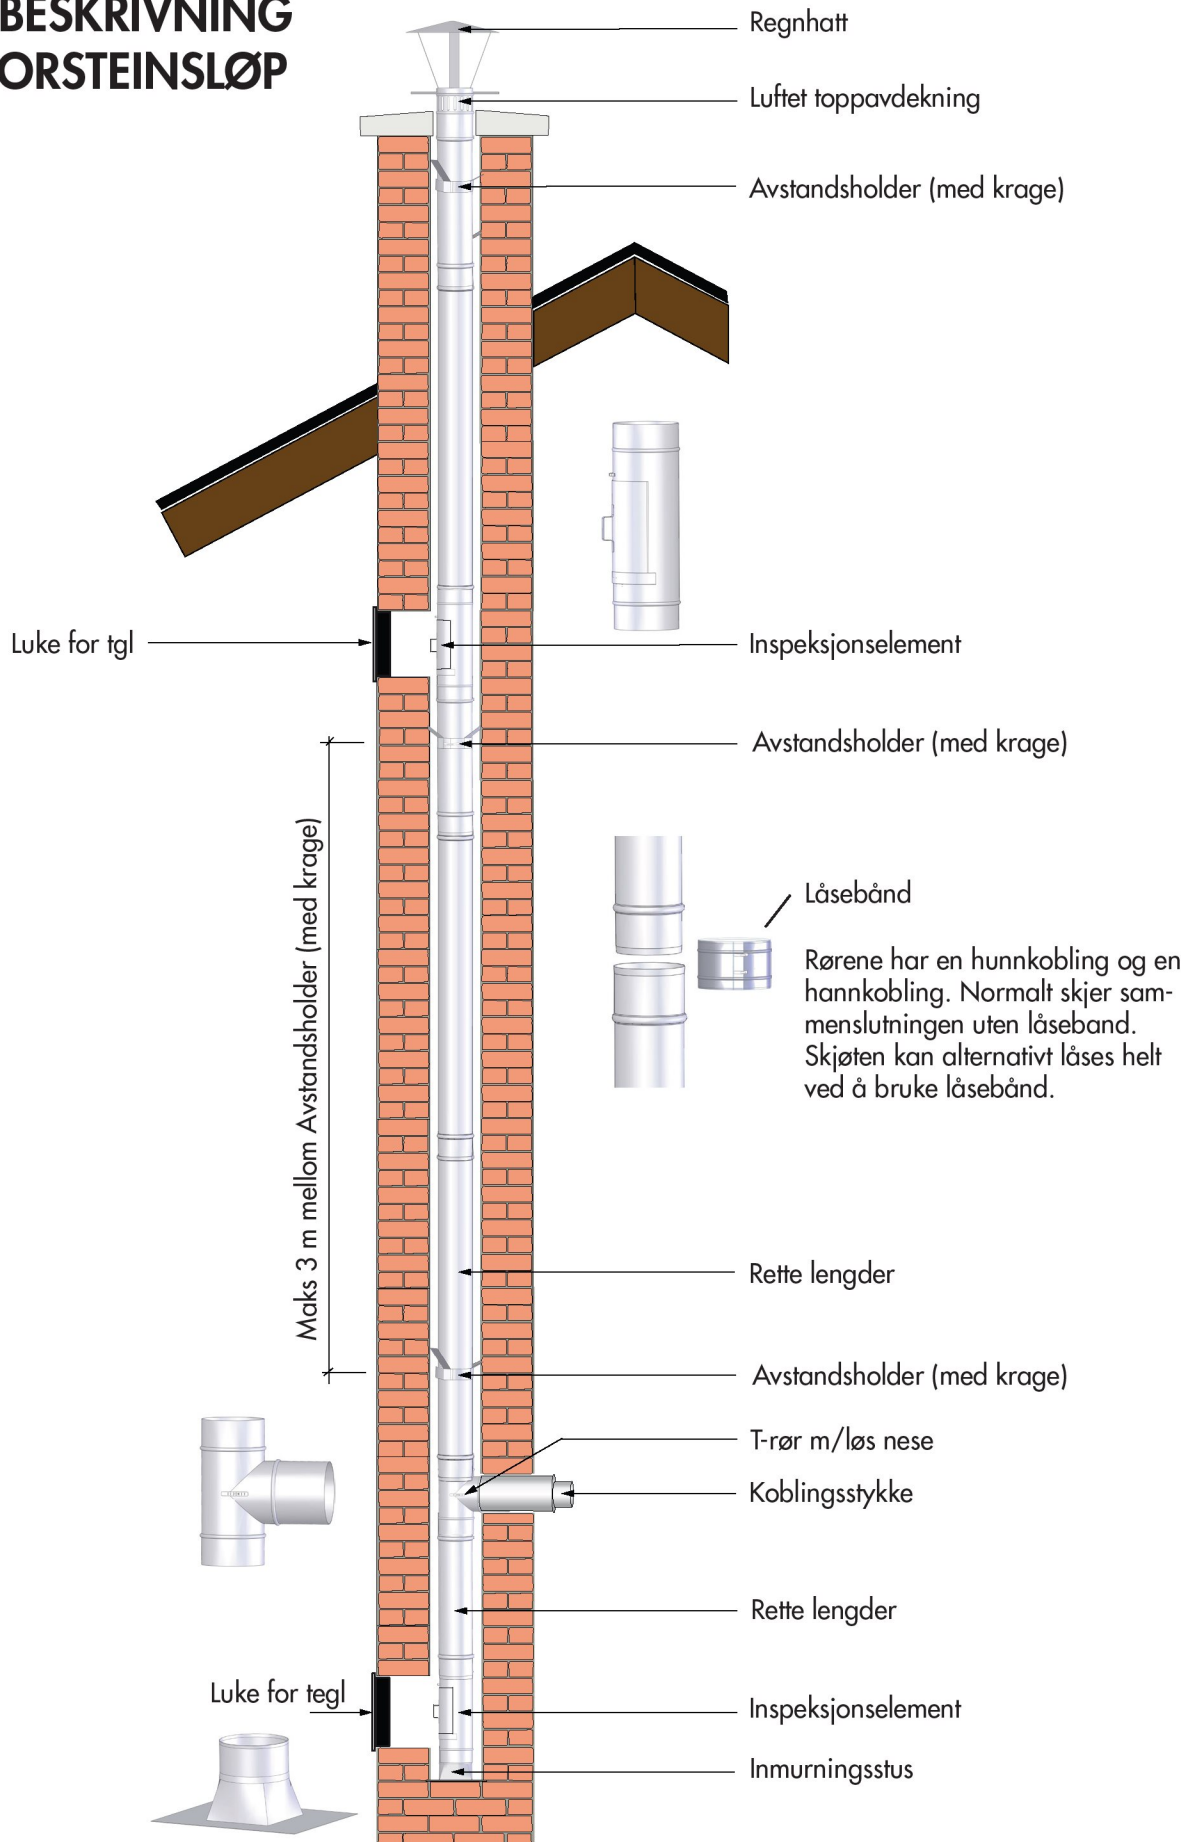 BESKRIVNING
ORSTEINSLØP
Regnhatt
Luftet toppavdekning
Avstandsholder (med krage)
Luke for tgl
Inspeksjonselement
Avstandsholder (med krage)
Maks 3 m mellom Avstandsholder (med krage)
Låsebånd
Rørene har en hunnkobling og en
hannkobling. Normalt skjer sam-
menslutningen uten låseband.
Skjøten kan alternativt låses helt
ved å bruke låsebånd.
Rette lengder
Avstandsholder (med krage)
T-rør m/løs nese
Koblingsstykke
Rette lengder
Luke for tegl
Inspeksjonselement
Inmurningsstus